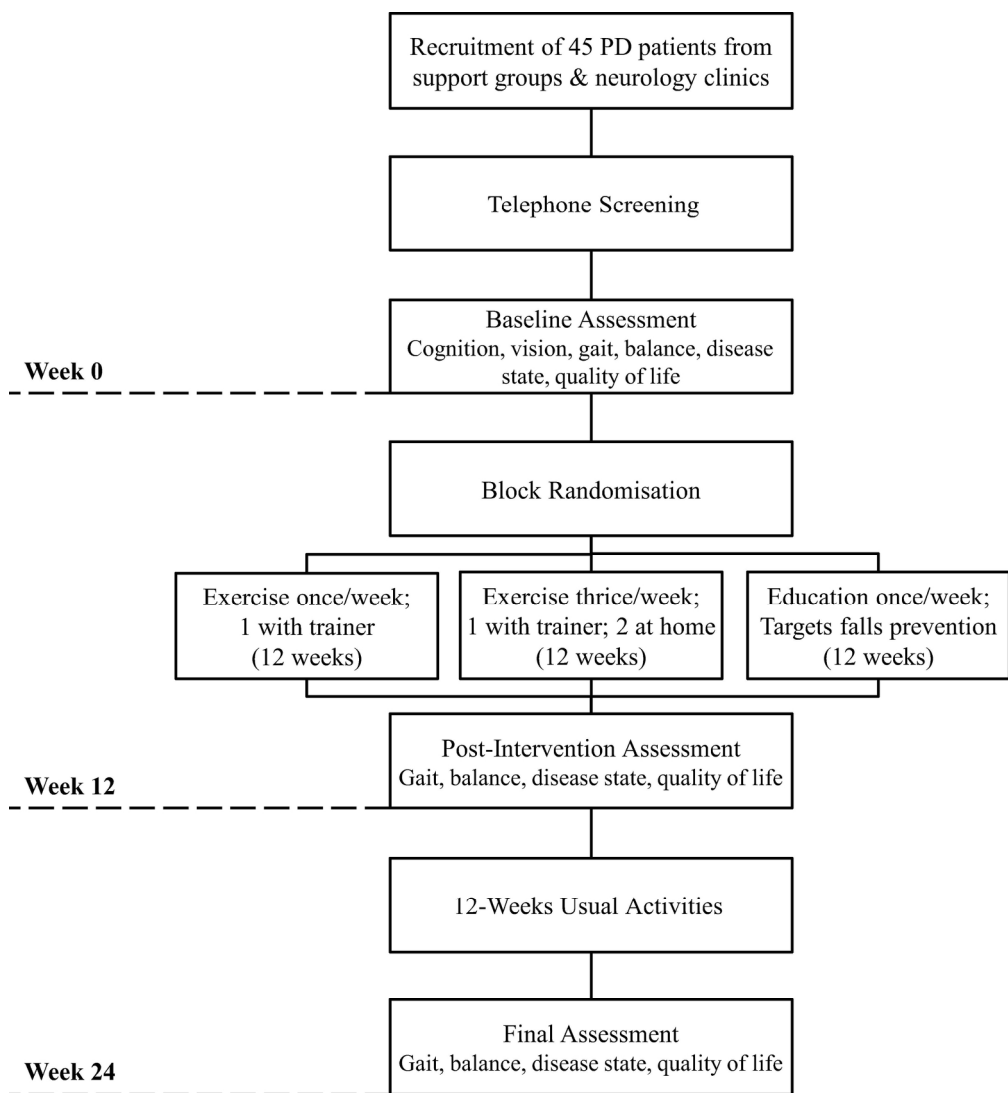 Recruitment of 45 PD patients from
support groups & neurology clinics
Telephone Screening
Baseline Assessment
Cognition, vision, gait, balance, disease
state, quality of life
Week 0
Block Randomisation
Exercise once/week;
1 with trainer
(12 weeks)
Exercise thrice/week;
1 with trainer; 2 at home
(12 weeks)
Education once/week;
Targets falls prevention
(12 weeks)
Post-Intervention Assessment
Gait, balance, disease state, quality of life
Week 12
12-Weeks Usual Activities
Final Assessment
Gait, balance, disease state, quality of life
Week 24